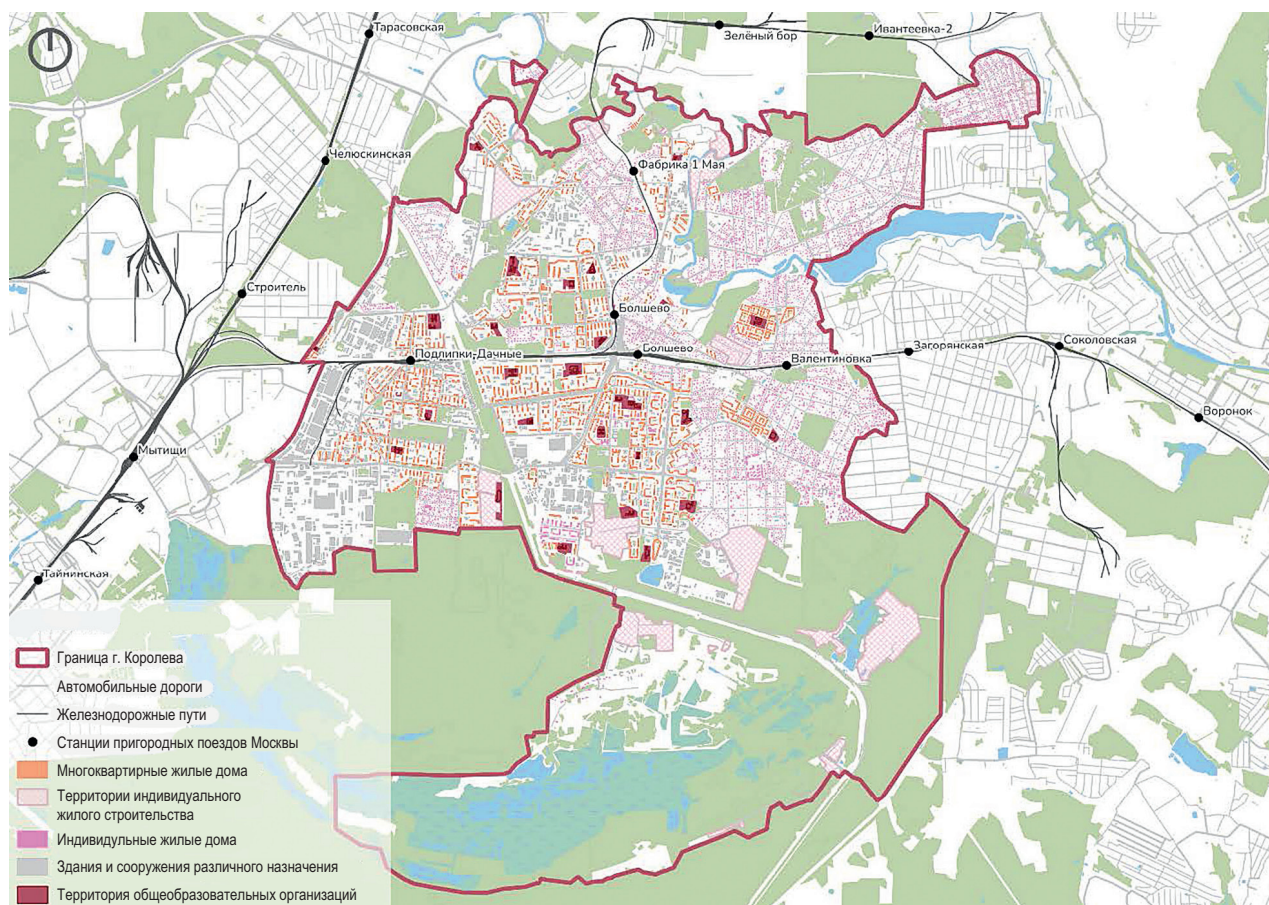 Тарасовская
Зелёный бор
Ивантеевка-2
Челюскинская
Фабрика 1 Мая
Строитель
Болшево
Подлипки-Дачные
Болшево
Валентиновка
Загорянская
Соколовская
Воронок
Мытищи
Тайнинская
Граница г. Королева
Автомобильные дороги
Железнодорожные пути
Станции пригородных поездов Москвы
Многоквартирные жилые дома
Территории индивидуального
жилого строительства
Индивидульные жилые дома
Здания и сооружения различного назначения
Территория общеобразовательных организаций